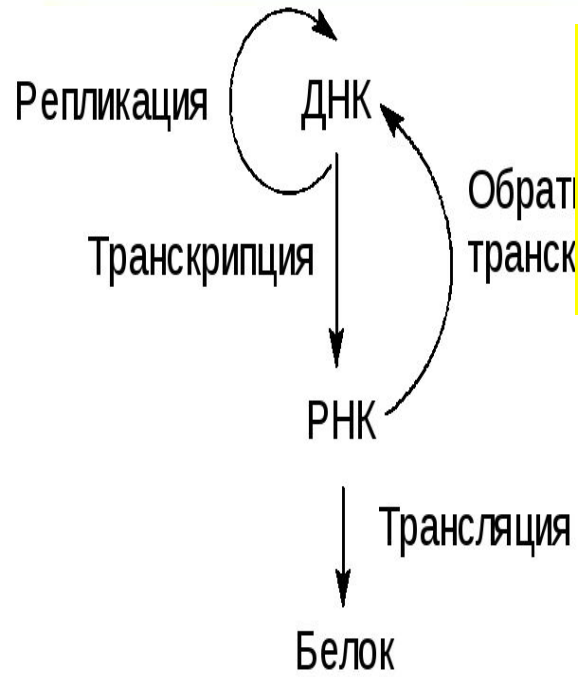 Репликация
ДНК
Обрат
транск
Транскрипция
РНК
Трансляция
Белок